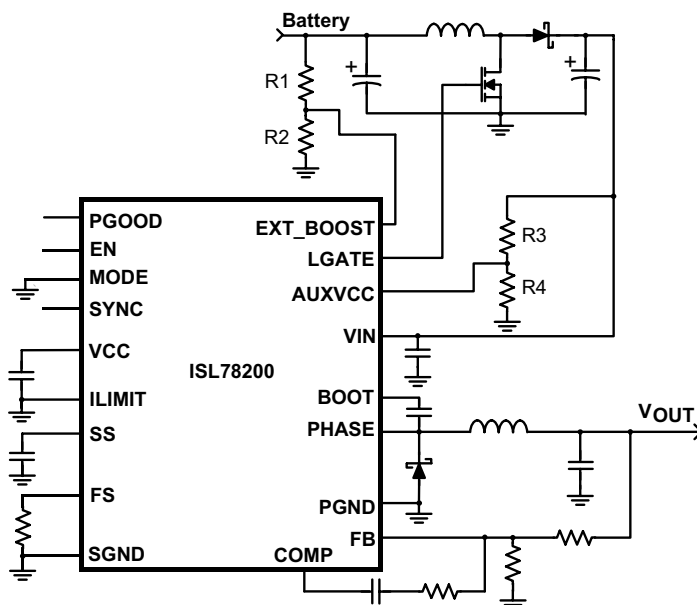 Battery
+
+
R1
R2
R3
R4
PGOOD
EN
MODE
SYNC
VCC
ILIMIT
SS
FS
SGND
ISL78200
EXT_BOOST
LGATE
AUXVCC
VIN
BOOT
PHASE
PGND
FB
COMP
VOUT